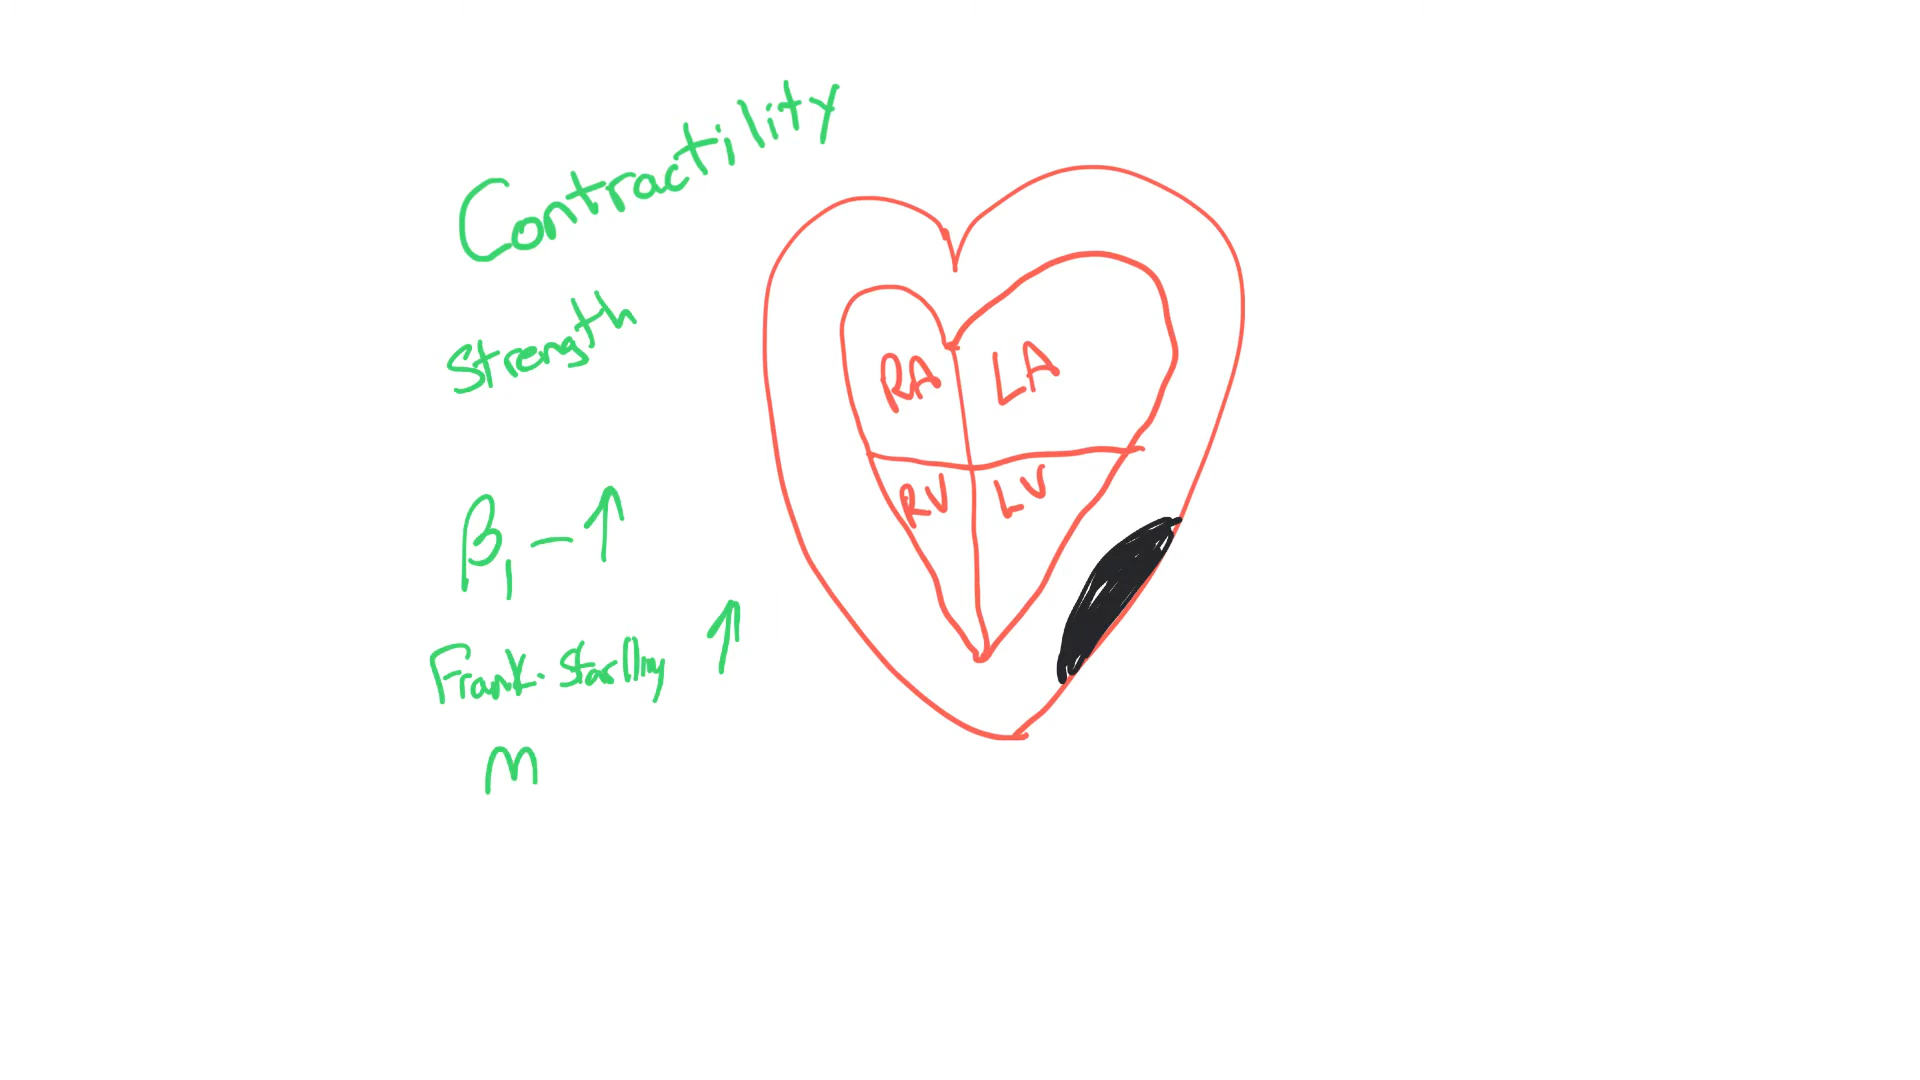 Contractility
Strength
RA LA
RV LV
β₁ - ↑
Frank-Starling ↑
M